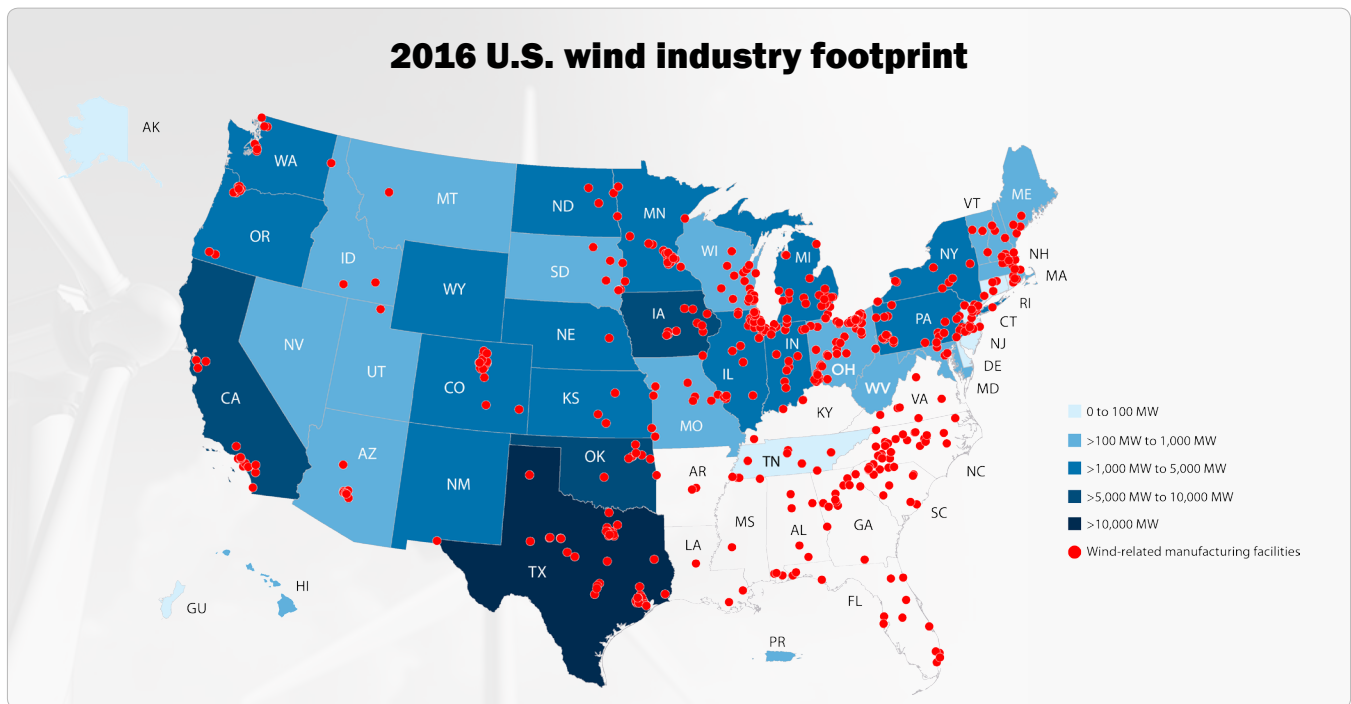 2016 U.S. wind industry footprint
AK
WA
MT
ND
MN
VT
ME
OR
ID
SD
WI
MI
NY
NH
MA
WY
IA
RI
NE
PA
CT
NV
UT
CO
IL
IN
OH
NJ
DE
MD
CA
KS
MO
KY
WV
VA
0 to 100 MW
>100 MW to 1,000 MW
AZ
NM
OK
AR
TN
NC
>1,000 MW to 5,000 MW
>5,000 MW to 10,000 MW
>10,000 MW
Wind-related manufacturing facilities
TX
LA
MS
AL
GA
SC
HI
GU
FL
PR